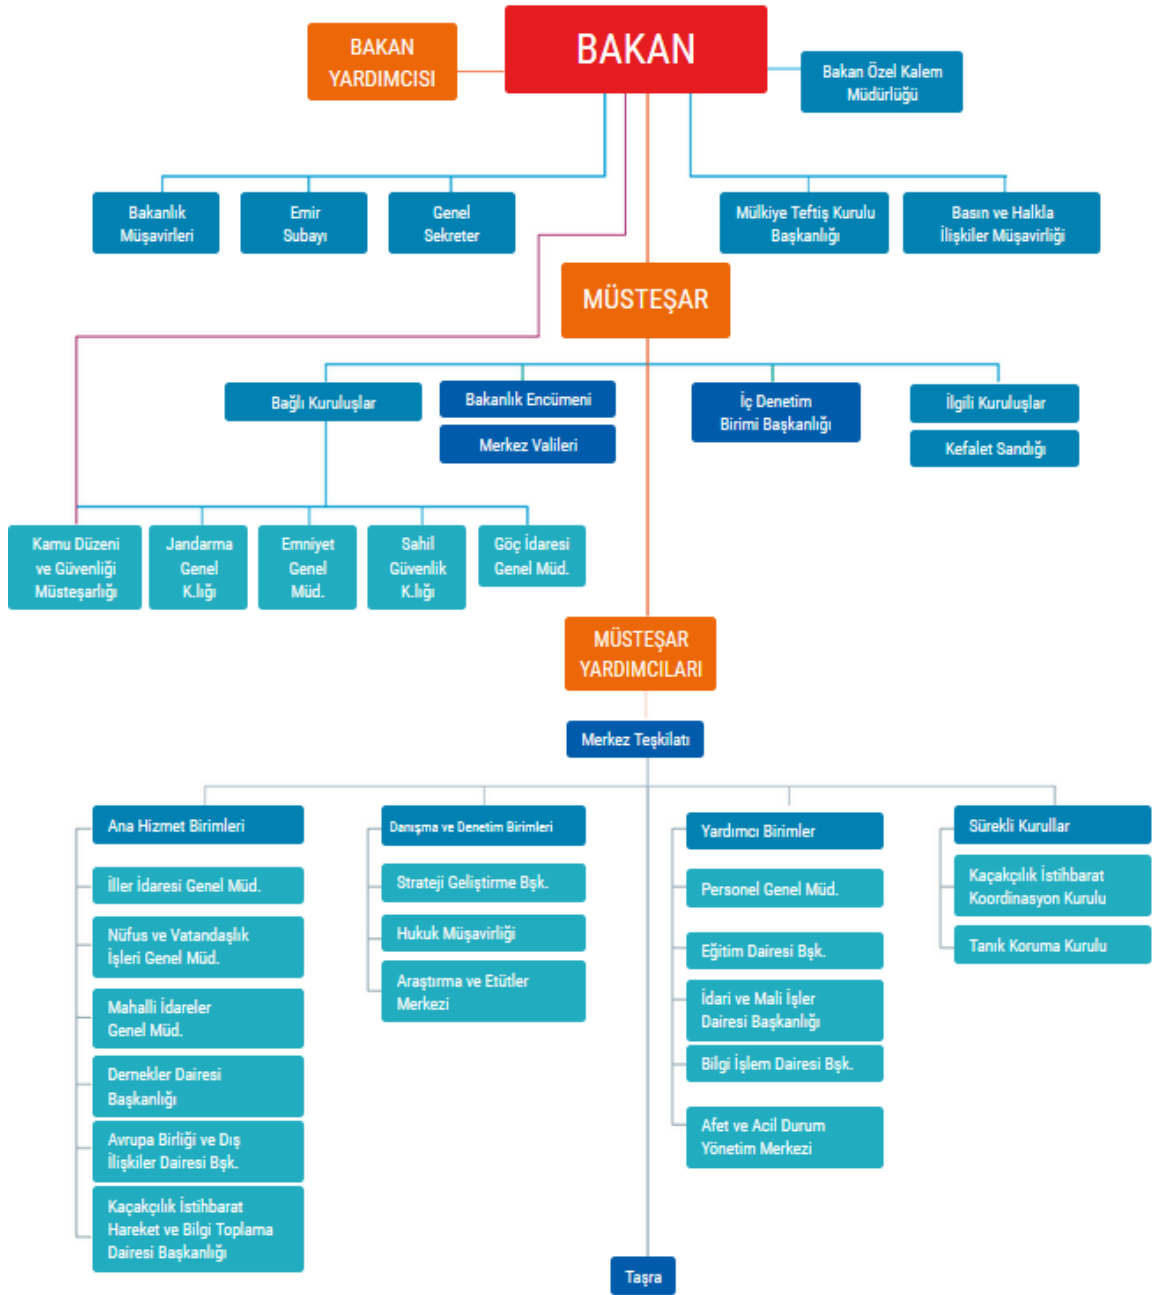 BAKAN
YARDIMCISI
BAKAN
Bakan Özel Kalem
Müdürlüğü
Bakanlık
Müşavirleri
Emir
Subayı
Genel
Sekreter
Mülkiye Teftiş Kurulu
Başkanlığı
Basın ve Halkla
İlişkiler Müşavirliği
MÜSTEŞAR
Bağlı Kuruluşlar
Bakanlık Encümeni
Merkez Valileri
İç Denetim
Birimi Başkanlığı
İlgili Kuruluşlar
Kefalet Sandığı
Kamu Düzeni
ve Güvenliği
Müsteşarlığı
Jandarma
Genel
K.lığı
Emniyet
Genel
Müd.
Sahil
Güvenlik
K.lığı
Göç İdaresi
Genel Müd.
MÜSTEŞAR
YARDIMCILARI
Merkez Teşkilatı
Ana Hizmet Birimleri
İller İdaresi Genel Müd.
Nüfus ve Vatandaşlık
İşleri Genel Müd.
Mahalli İdareler
Genel Müd.
Dernekler Dairesi
Başkanlığı
Avrupa Birliği ve Dış
İlişkiler Dairesi Bşk.
Kaçakçılık İstihbarat
Hareket ve Bilgi Toplama
Dairesi Başkanlığı
Danışma ve Denetim Birimleri
Strateji Geliştirme Bşk.
Hukuk Müşavirliği
Araştırma ve Etütler
Merkezi
Yardımcı Birimler
Personel Genel Müd.
Eğitim Dairesi Bşk.
İdari ve Mali İşler
Dairesi Başkanlığı
Bilgi İşlem Dairesi Bşk.
Afet ve Acil Durum
Yönetim Merkezi
Sürekli Kurullar
Kaçakçılık İstihbarat
Koordinasyon Kurulu
Tanık Koruma Kurulu
Taşra